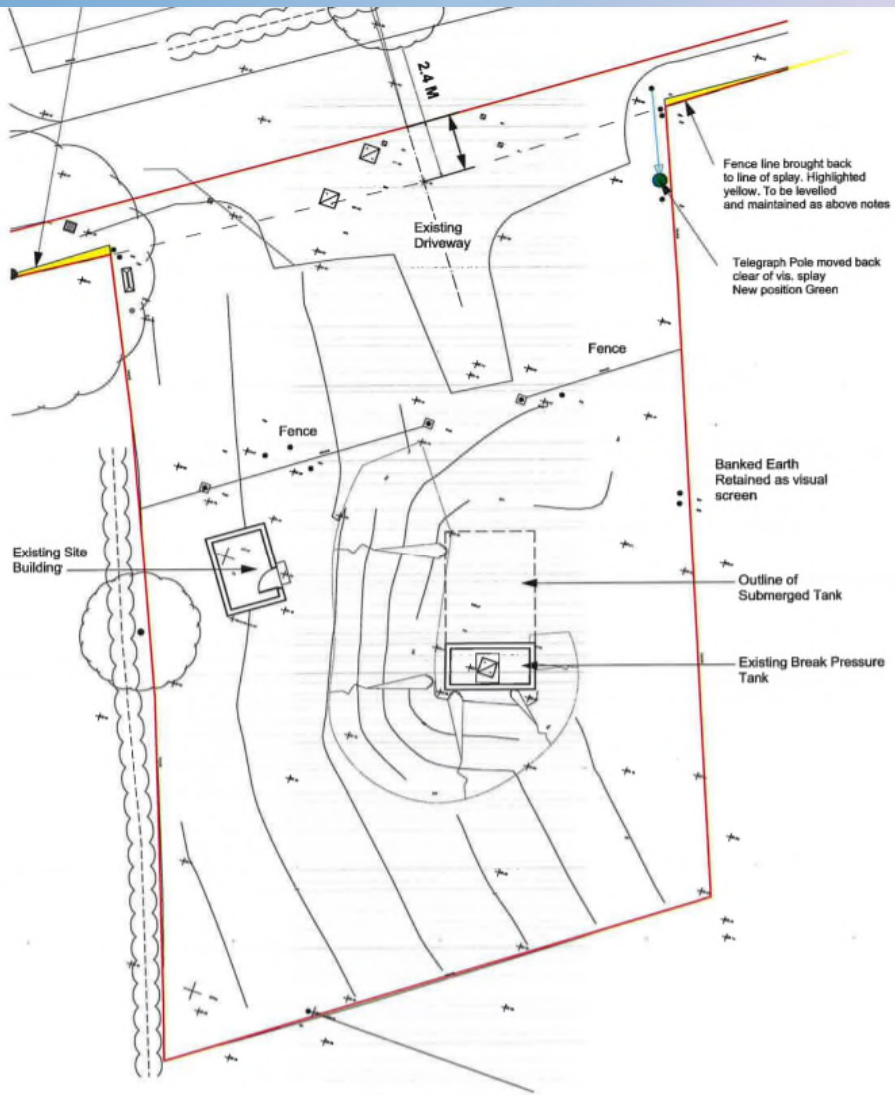 2.4 M
Fence line brought back
to line of splay. Highlighted
yellow. To be levelled
and maintained as above notes
Existing
Driveway
Telegraph Pole moved back
clear of vis. splay
New position Green
Fence
Fence
Banked Earth
Retained as visual
screen
Existing Site
Building
Outline of
Submerged Tank
Existing Break Pressure
Tank